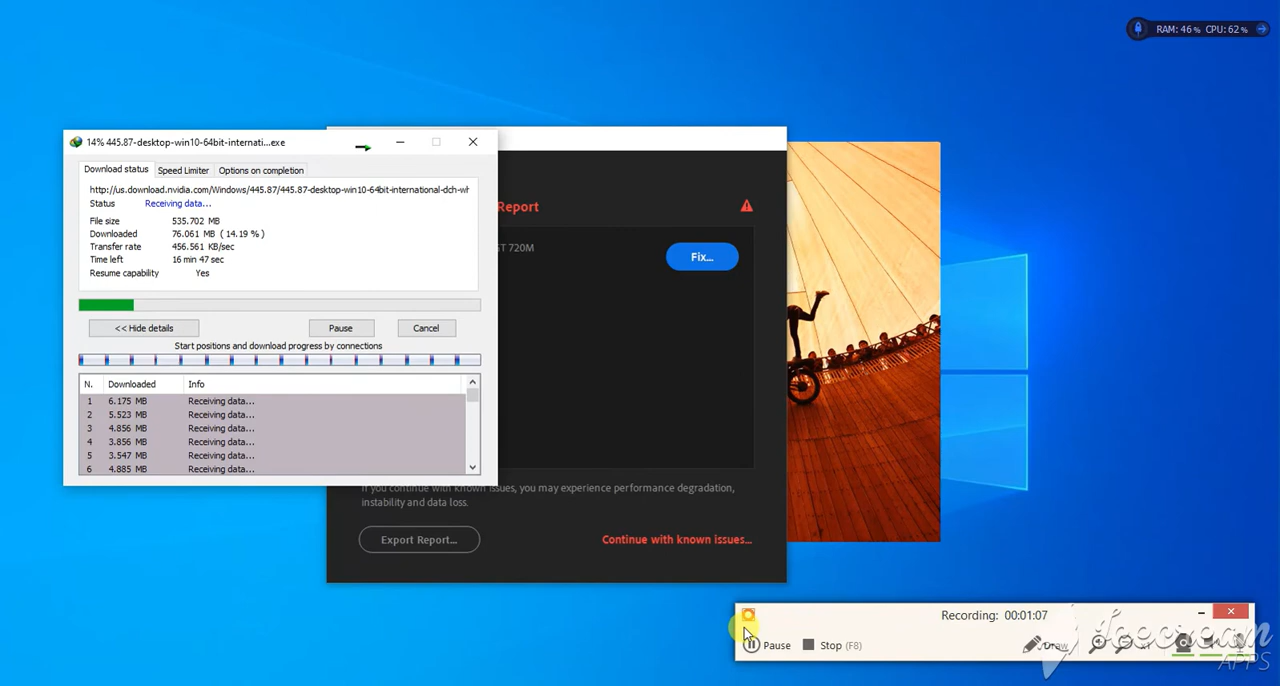 RAM: 46% CPU: 62%
14% 445.87-desktop-win10-64bit-internati...exe
Download status Speed Limiter Options on completion
http://us.download.nvidia.com/Windows/445.87/445.87-desktop-win10-64bit-international-dch-wh
Status Receiving data...
File size 535.702 MB
Downloaded 76.061 MB ( 14.19 % )
Transfer rate 456.561 KB/sec
Time left 16 min 47 sec
Resume capability Yes
<< Hide details Pause Cancel
Start positions and download progress by connections
N. Downloaded Info
1 6.175 MB Receiving data...
2 5.523 MB Receiving data...
3 4.856 MB Receiving data...
4 3.856 MB Receiving data...
5 3.547 MB Receiving data...
6 4.885 MB Receiving data...
Report
720M
Fix...
If you continue with known issues, you may experience performance degradation,
instability and data loss.
Export Report... Continue with known issues...
Recording: 00:01:07
Pause Stop (F8) Draw
Icecream
APPS